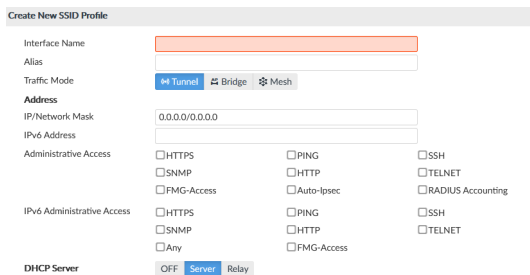 Create New SSID Profile
Interface Name
Alias
Traffic Mode Tunnel Bridge Mesh
Address
IP/Network Mask 0.0.0.0/0.0.0.0
IPv6 Address
Administrative Access HTTPS PING SSH
SNMP HTTP TELNET
FMG-Access Auto-Ipsec RADIUS Accounting
IPv6 Administrative Access HTTPS PING SSH
SNMP HTTP TELNET
Any FMG-Access
DHCP Server OFF Server Relay